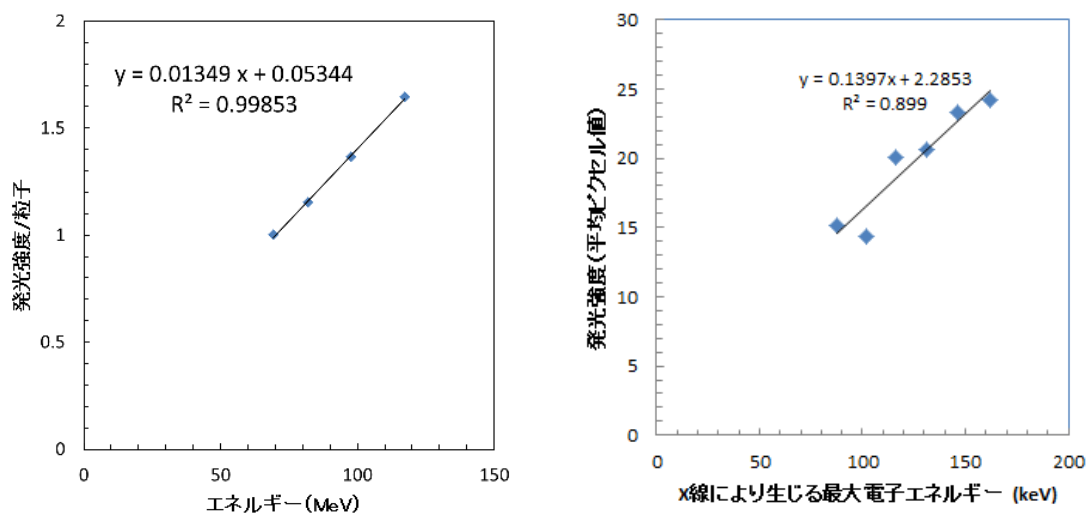 y = 0.01349 x + 0.05344
R² = 0.99853
発光強度/粒子
2
1.5
1
0.5
0
0
50
100
150
エネルギー(MeV)
y = 0.1397x + 2.2853
R² = 0.899
発光強度(平均ピクセル値)
30
25
20
15
10
5
0
0
50
100
150
200
X線により生じる最大電子エネルギー (keV)